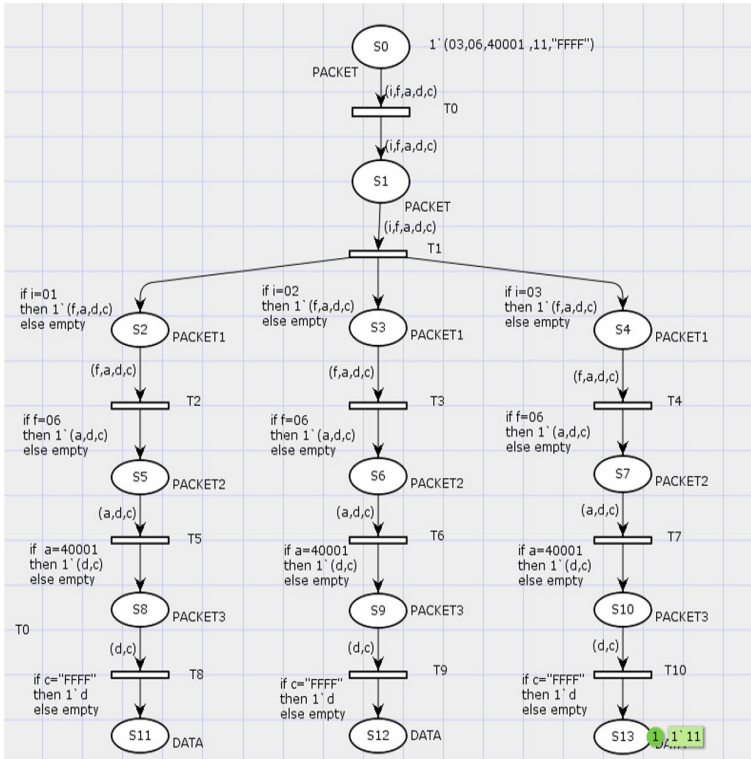 S0
1`(03,06,40001 ,11,"FFFF")
PACKET
(i,f,a,d,c)
T0
(i,f,a,d,c)
S1
PACKET
(i,f,a,d,c)
T1
if i=01
then 1`(f,a,d,c)
else empty
S2
PACKET1
if i=02
then 1`(f,a,d,c)
else empty
S3
PACKET1
if i=03
then 1`(f,a,d,c)
else empty
S4
PACKET1
(f,a,d,c)
T2
(f,a,d,c)
T3
(f,a,d,c)
T4
if f=06
then 1`(a,d,c)
else empty
S5
PACKET2
if f=06
then 1`(a,d,c)
else empty
S6
PACKET2
if f=06
then 1`(a,d,c)
else empty
S7
PACKET2
(a,d,c)
T5
(a,d,c)
T6
(a,d,c)
T7
if a=40001
then 1`(d,c)
else empty
S8
PACKET3
if a=40001
then 1`(d,c)
else empty
S9
PACKET3
if a=40001
then 1`(d,c)
else empty
S10
PACKET3
T0
(d,c)
T8
(d,c)
T9
(d,c)
T10
if c="FFFF"
then 1`d
else empty
S11
DATA
if c="FFFF"
then 1`d
else empty
S12
DATA
if c="FFFF"
then 1`d
else empty
S13
1
1`11